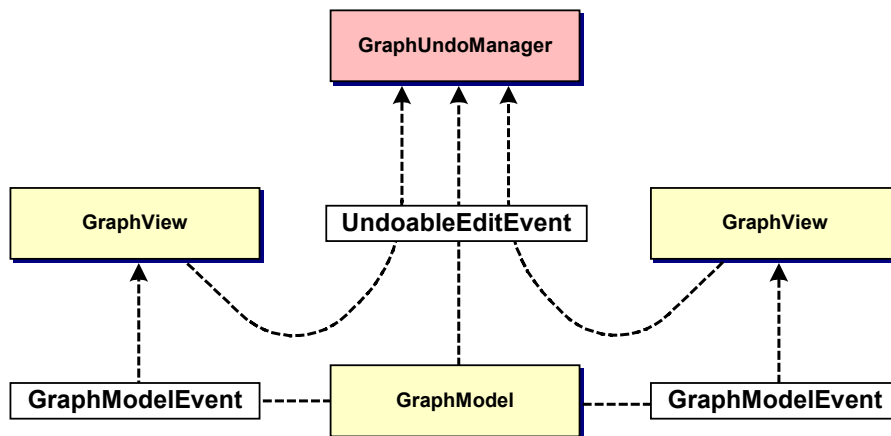 GraphUndoManager
GraphView
UndoableEditEvent
GraphView
GraphModelEvent
GraphModel
GraphModelEvent